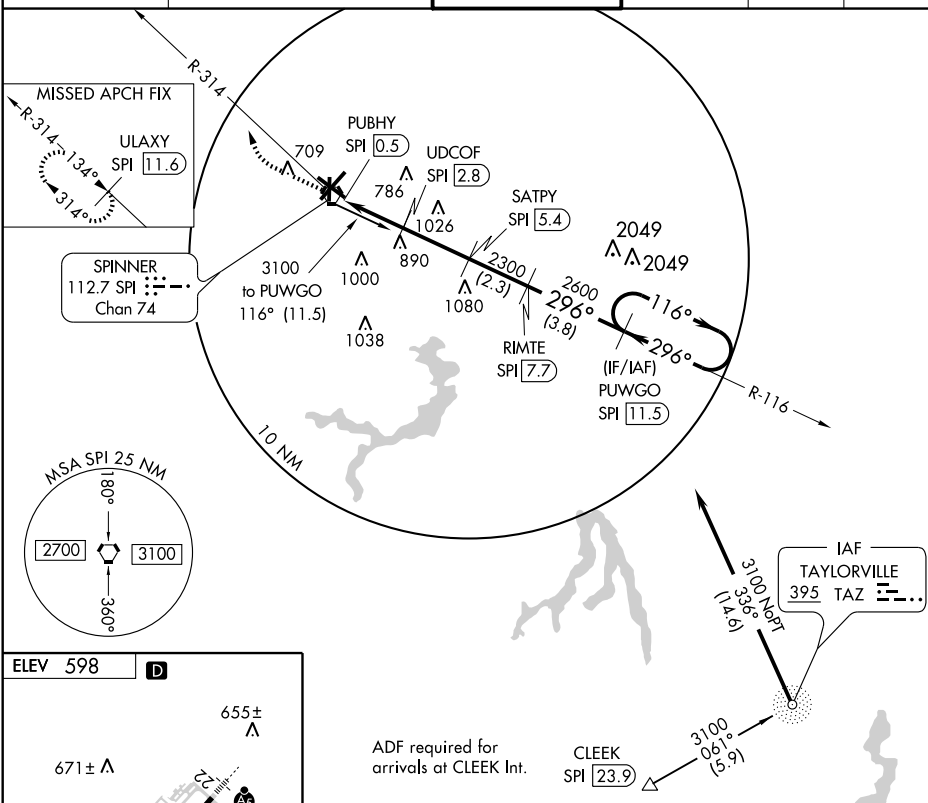 R-314
MISSED APCH FIX
R-314
134°
314°
ULAXY
SPI 11.6
709
PUBHY
SPI 0.5
786
UDCOF
SPI 2.8
1026
890
SATPY
SPI 5.4
2049
2049
SPINNER
112.7 SPI
Chan 74
3100
to PUWGO
116° (11.5)
1000
1038
1080
2300
(2.3)
2600
296°
(3.8)
116°
296°
RIMTE
SPI 7.7
(IF/IAF)
PUWGO
SPI 11.5
R-116
10 NM
MSA SPI 25 NM
180°
2700
3100
360°
3100 NoPT
336°
(14.6)
IAF
TAYLORVILLE
395 TAZ
3100
061°
(5.9)
CLEEK
SPI 23.9
ADF required for
arrivals at CLEEK Int.
ELEV 598
D
655±
671±
22
A5